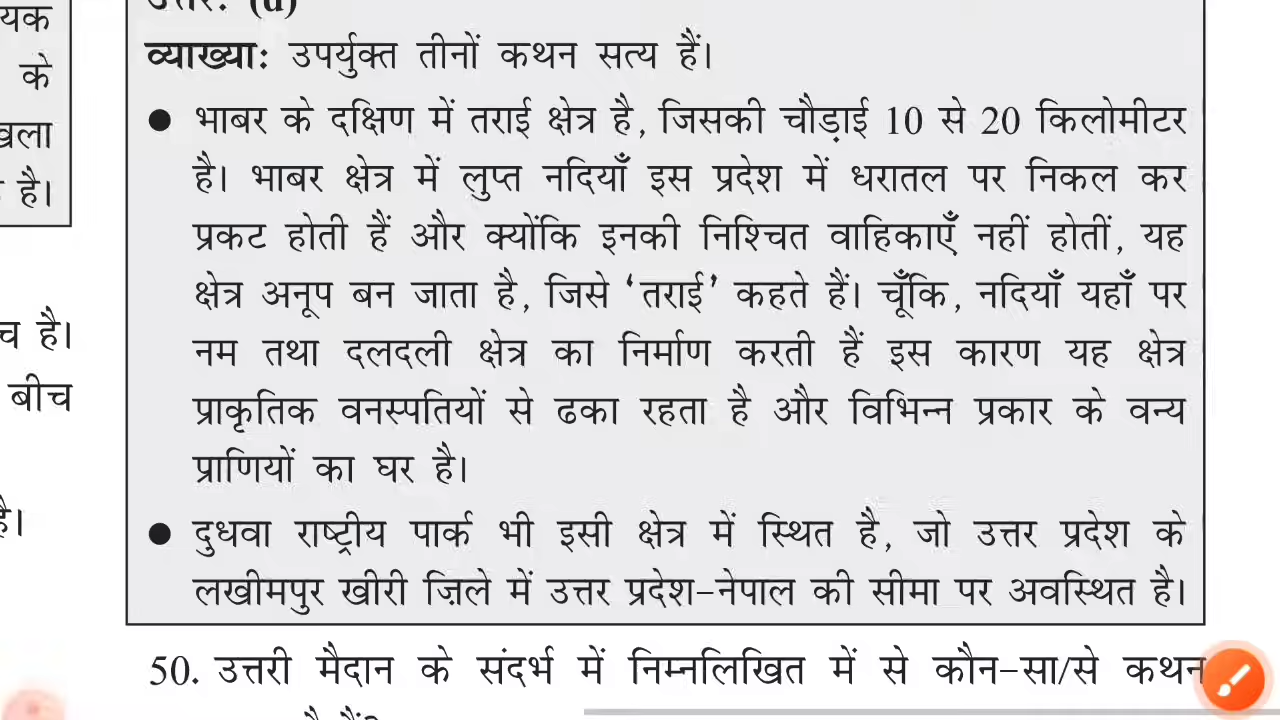 यक
के
है।
उत्तरः (d)
व्याख्याः उपर्युक्त तीनों कथन सत्य हैं।
● भाबर के दक्षिण में तराई क्षेत्र है, जिसकी चौड़ाई 10 से 20 किलोमीटर
है। भाबर क्षेत्र में लुप्त नदियाँ इस प्रदेश में धरातल पर निकल कर
प्रकट होती हैं और क्योंकि इनकी निश्चित वाहिकाएँ नहीं होतीं, यह
क्षेत्र अनूप बन जाता है, जिसे ‘तराई’ कहते हैं। चूँकि, नदियाँ यहाँ पर
नम तथा दलदली क्षेत्र का निर्माण करती हैं इस कारण यह क्षेत्र
प्राकृतिक वनस्पतियों से ढका रहता है और विभिन्न प्रकार के वन्य
प्राणियों का घर है।
● दुधवा राष्ट्रीय पार्क भी इसी क्षेत्र में स्थित है, जो उत्तर प्रदेश के
लखीमपुर खीरी ज़िले में उत्तर प्रदेश-नेपाल की सीमा पर अवस्थित है।
है।
बीच
है।
50. उत्तरी मैदान के संदर्भ में निम्नलिखित में से कौन-सा/से कथन